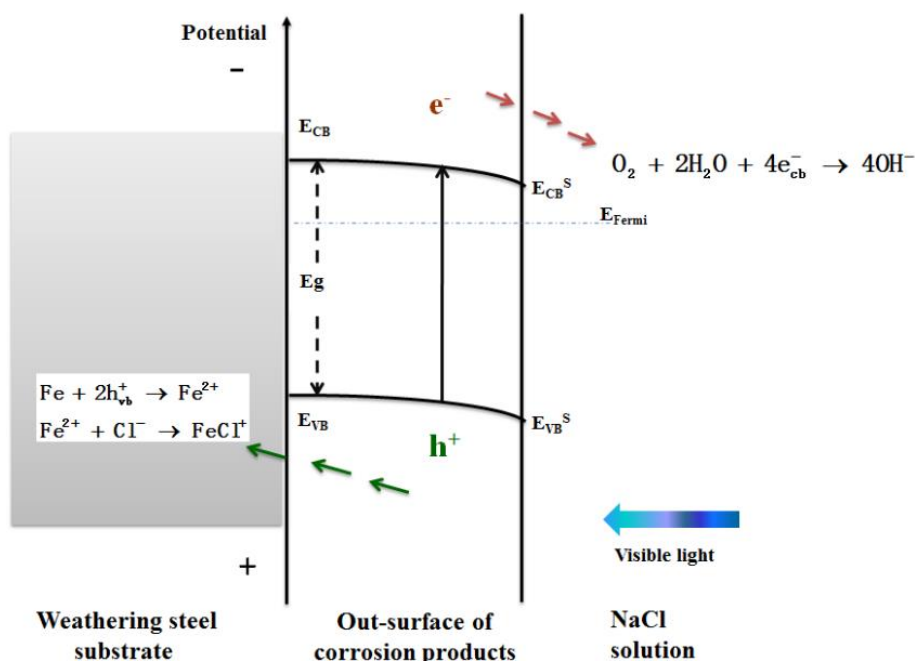 Potential
−
e⁻
E_CB
O₂ + 2H₂O + 4e⁻_cb → 4OH⁻
E_CB^S
E_Fermi
Eg
Fe + 2h⁺_vb → Fe²⁺
Fe²⁺ + Cl⁻ → FeCl⁺
E_VB
E_VB^S
h⁺
Visible light
+
Weathering steel
substrate
Out-surface of
corrosion products
NaCl
solution